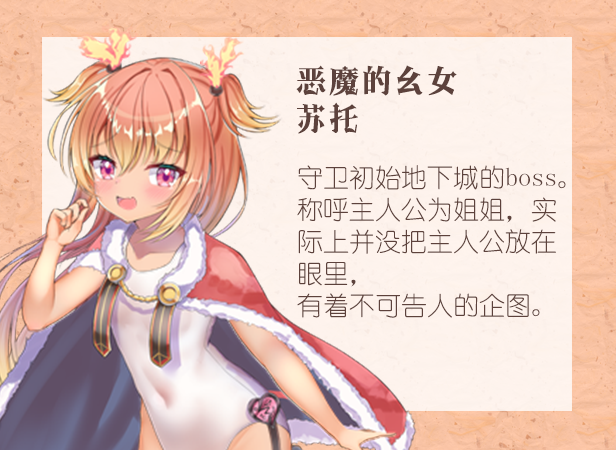 恶魔的幺女
苏托
守卫初始地下城的boss。
称呼主人公为姐姐，实
际上并没把主人公放在
眼里，
有着不可告人的企图。